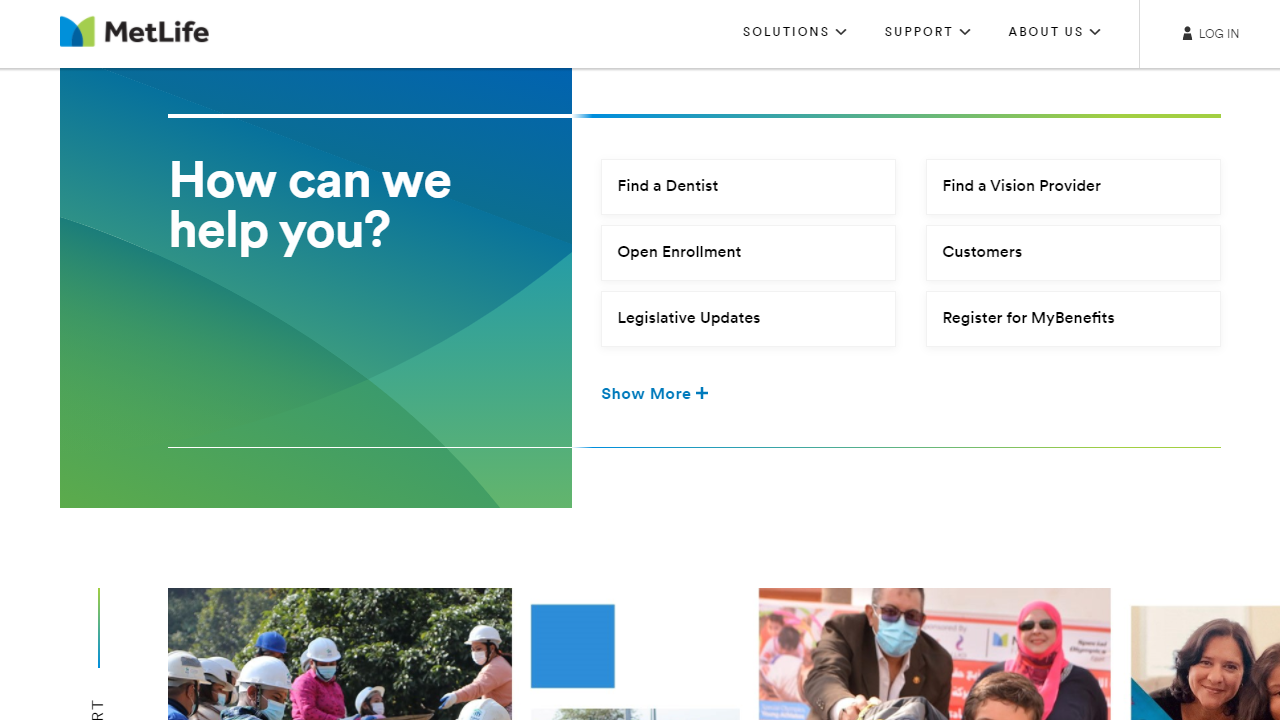 MetLife
SOLUTIONS
SUPPORT
ABOUT US
LOG IN
How can we
help you?
Find a Dentist
Find a Vision Provider
Open Enrollment
Customers
Legislative Updates
Register for MyBenefits
Show More +